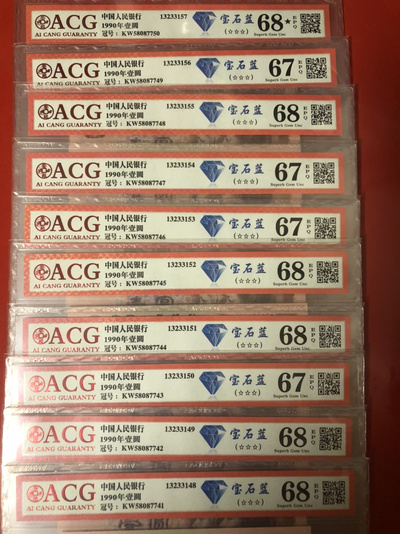 ACG 中国人民银行 13233157 宝石蓝 68★ EPQ
AI CANG GUARANTY 1990年壹圆 (☆☆☆) Superb Gem Unc
冠号: KW58087750
ACG 中国人民银行 13233156 宝石蓝 67 EPQ
AI CANG GUARANTY 1990年壹圆 (☆☆☆) Superb Gem Unc
冠号: KW58087749
ACG 中国人民银行 13233155 宝石蓝 68 EPQ
AI CANG GUARANTY 1990年壹圆 (☆☆☆) Superb Gem Unc
冠号: KW58087748
ACG 中国人民银行 13233154 宝石蓝 67 EPQ
AI CANG GUARANTY 1990年壹圆 (☆☆☆) Superb Gem Unc
冠号: KW58087747
ACG 中国人民银行 13233153 宝石蓝 67 EPQ
AI CANG GUARANTY 1990年壹圆 (☆☆☆) Superb Gem Unc
冠号: KW58087746
ACG 中国人民银行 13233152 宝石蓝 68 EPQ
AI CANG GUARANTY 1990年壹圆 (☆☆☆) Superb Gem Unc
冠号: KW58087745
ACG 中国人民银行 13233151 宝石蓝 68 EPQ
AI CANG GUARANTY 1990年壹圆 (☆☆☆) Superb Gem Unc
冠号: KW58087744
ACG 中国人民银行 13233150 宝石蓝 67 EPQ
AI CANG GUARANTY 1990年壹圆 (☆☆☆) Superb Gem Unc
冠号: KW58087743
ACG 中国人民银行 13233149 宝石蓝 68 EPQ
AI CANG GUARANTY 1990年壹圆 (☆☆☆) Superb Gem Unc
冠号: KW58087742
ACG 中国人民银行 13233148 宝石蓝 68 EPQ
AI CANG GUARANTY 1990年壹圆 (☆☆☆) Superb Gem Unc
冠号: KW58087741